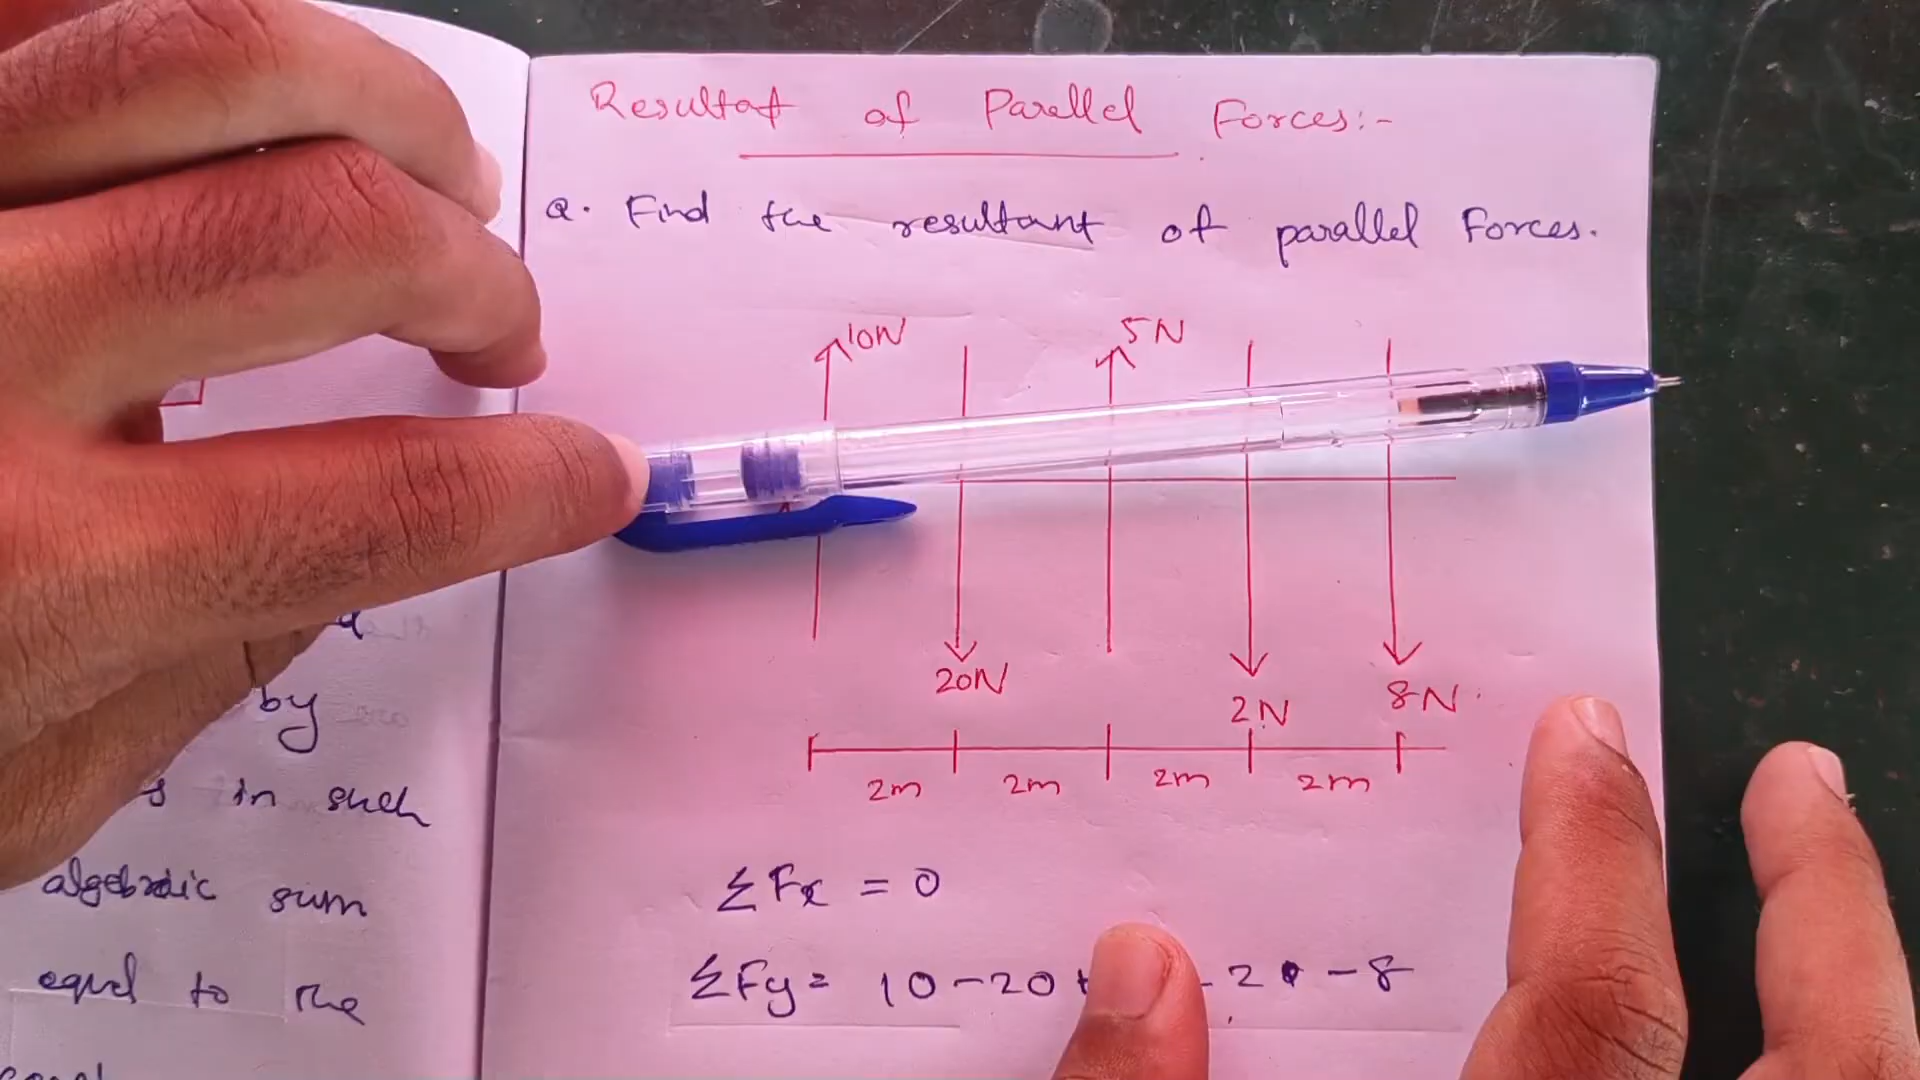 Resultat of Parallel Forces:-
Q. Find the resultant of parallel Forces.
10N 5N
20N 2N 8N
2m 2m 2m 2m
ΣFx = 0
ΣFy = 10-20 + -2 -8
by
s in such
algebraic sum
equal to the